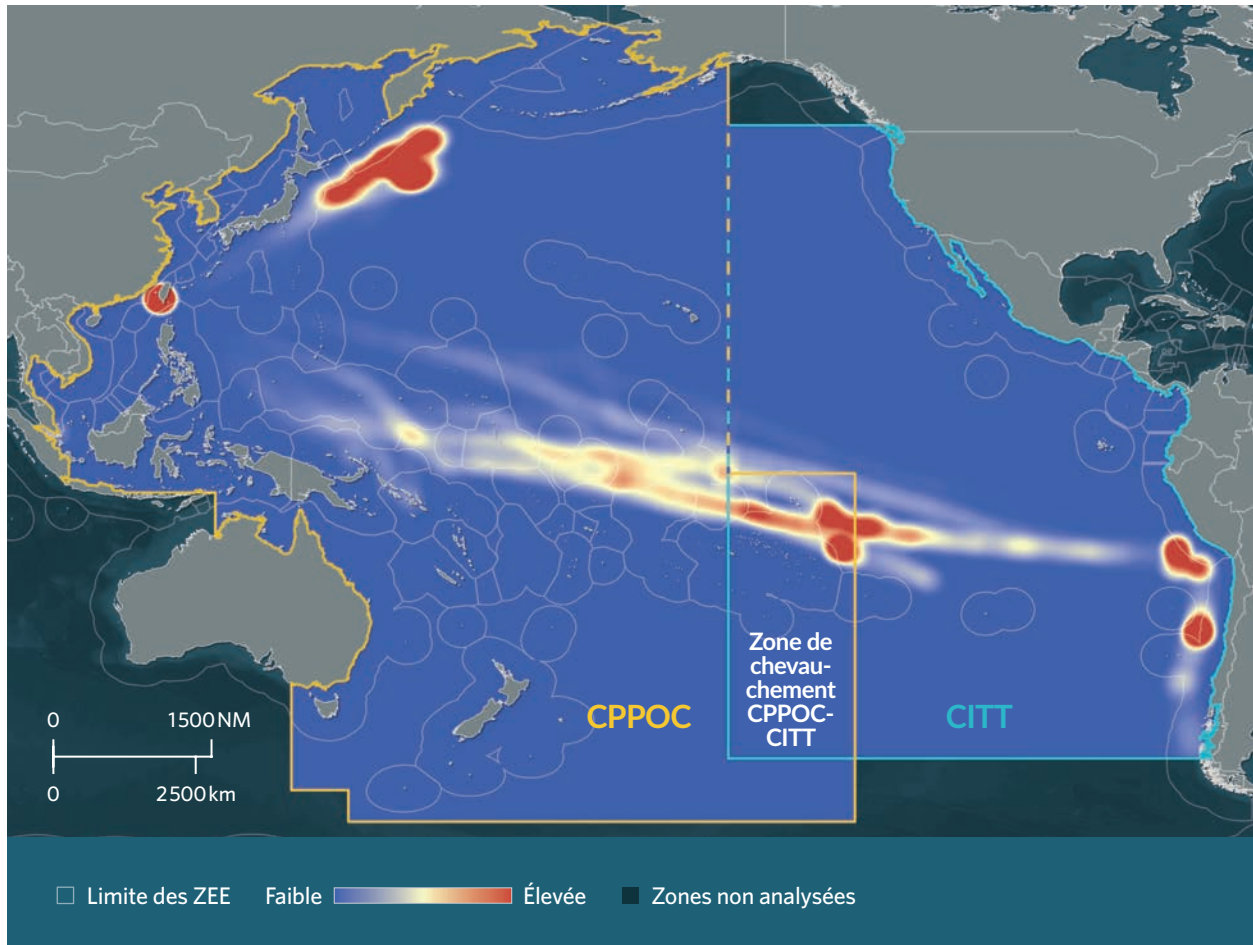 Zone de
chevau-
chement
CPPOC-
CITT
CPPOC
CITT
0 1500 NM
0 2500 km
Limite des ZEE
Faible
Élevée
Zones non analysées